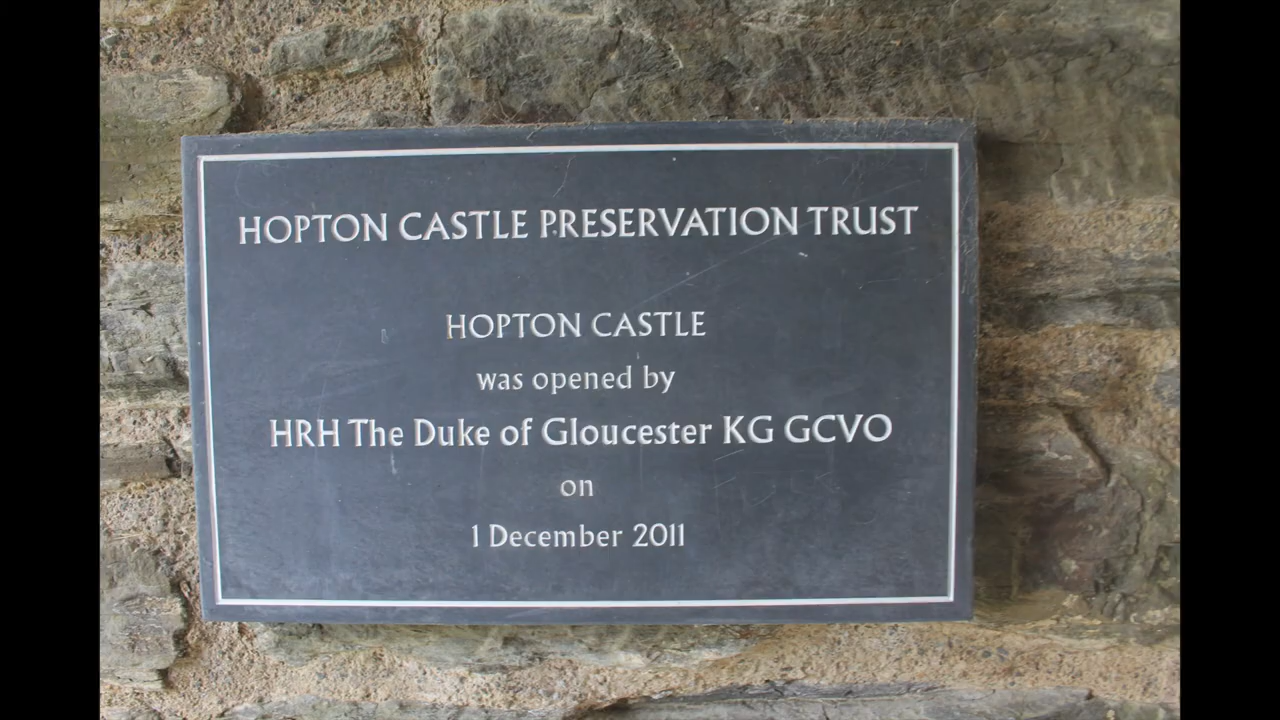 HOPTON CASTLE PRESERVATION TRUST
HOPTON CASTLE
was opened by
HRH The Duke of Gloucester KG GCVO
on
1 December 2011